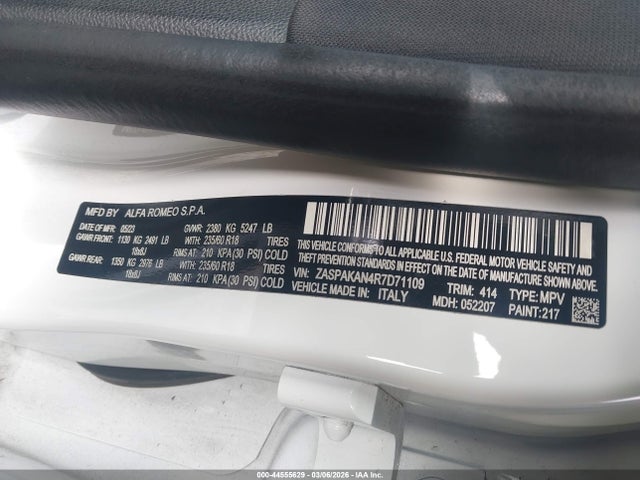 MFD BY ALFA ROMEO S.P.A.
DATE OF MFR: 05/23 GVWR: 2380 KG 5247 LB
GAWR FRONT: 1130 KG 2491 LB WITH: 235/60 R18 TIRES
18x8J RIMS AT: 210 KPA (30 PSI) COLD
GAWR REAR: 1350 KG 2976 LB WITH: 235/60 R18 TIRES
18x8J RIMS AT: 210 KPA (30 PSI) COLD
THIS VEHICLE CONFORMS TO ALL APPLICABLE U.S. FEDERAL MOTOR VEHICLE SAFETY AND
THEFT PREVENTION STANDARDS IN EFFECT ON THE DATE OF MANUFACTURE SHOWN ABOVE.
VIN: ZASPAKAN4R7D71109 TRIM: 414 TYPE: MPV
VEHICLE MADE IN: ITALY MDH: 052207 PAINT: 217
000-44555629 | 03/06/2026 - IAA Inc.